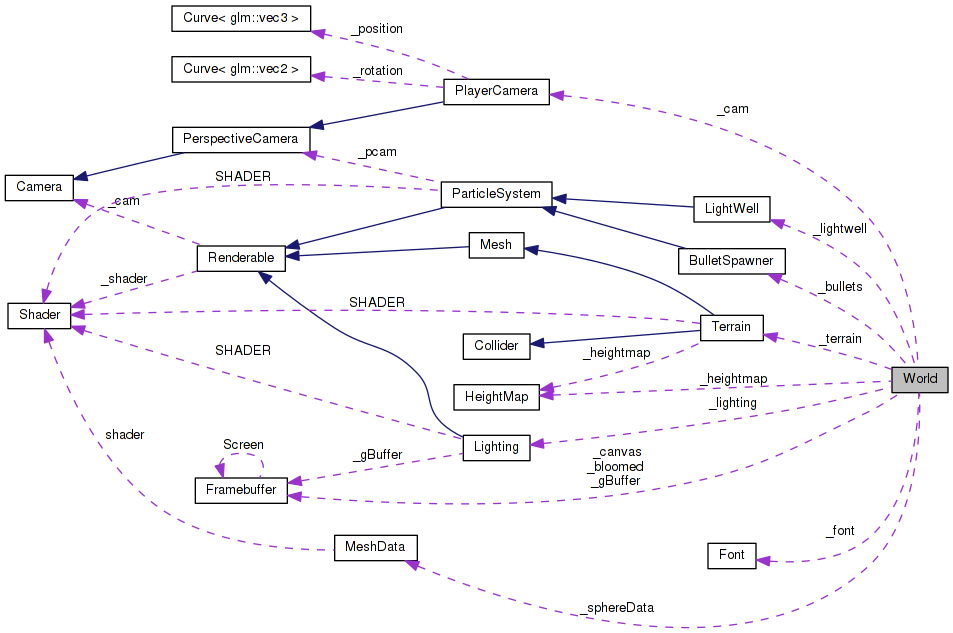 Curve< glm::vec3 >
_position
Curve< glm::vec2 >
_rotation
PlayerCamera
_cam
PerspectiveCamera
_pcam
Camera
SHADER
ParticleSystem
_cam
LightWell
_lightwell
Renderable
Mesh
BulletSpawner
_shader
_bullets
Shader
SHADER
Terrain
_terrain
Collider
SHADER
_heightmap
World
_heightmap
HeightMap
_lighting
shader
Screen
_gBuffer
Lighting
_canvas
_bloomed
_gBuffer
Framebuffer
_font
MeshData
Font
_sphereData